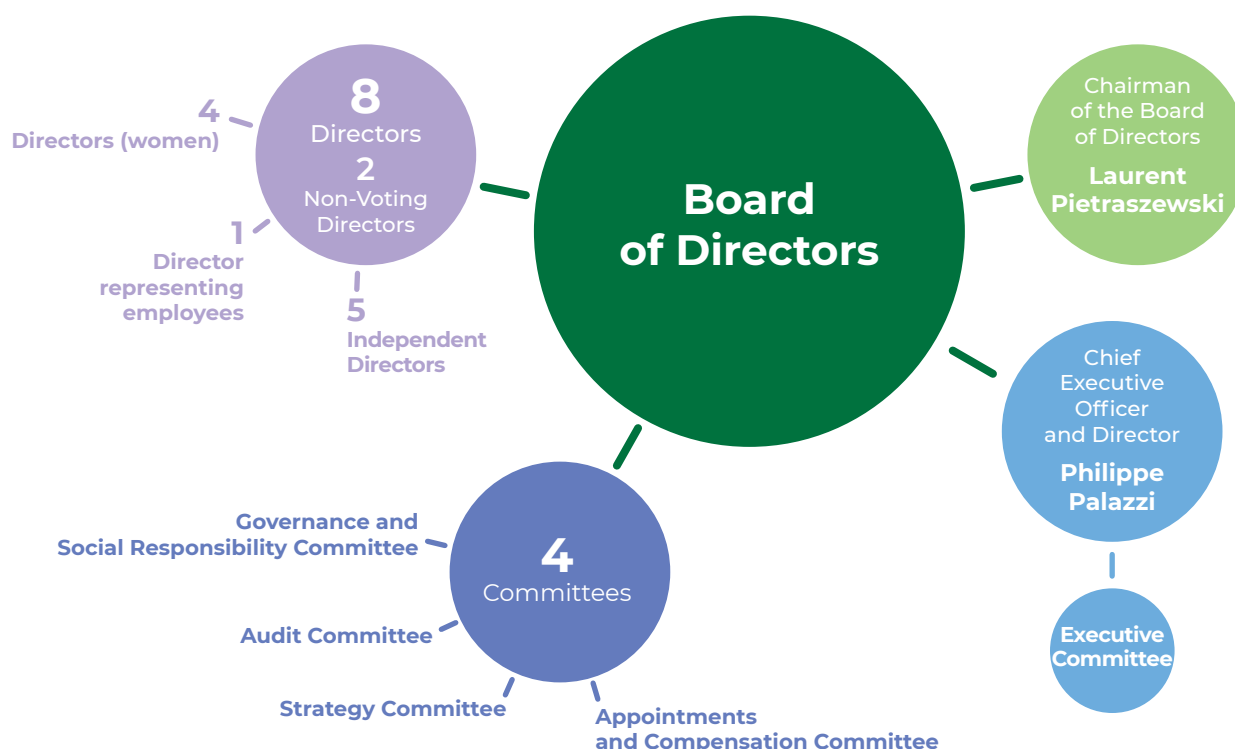 8
Directors
2
Non-Voting
Directors
4
Directors (women)
1
Director
representing
employees
5
Independent
Directors
Board
of Directors
Chairman
of the Board
of Directors
Laurent
Pietraszewski
Chief
Executive
Officer
and Director
Philippe
Palazzi
Executive
Committee
4
Committees
Governance and
Social Responsibility Committee
Audit Committee
Strategy Committee
Appointments
and Compensation Committee